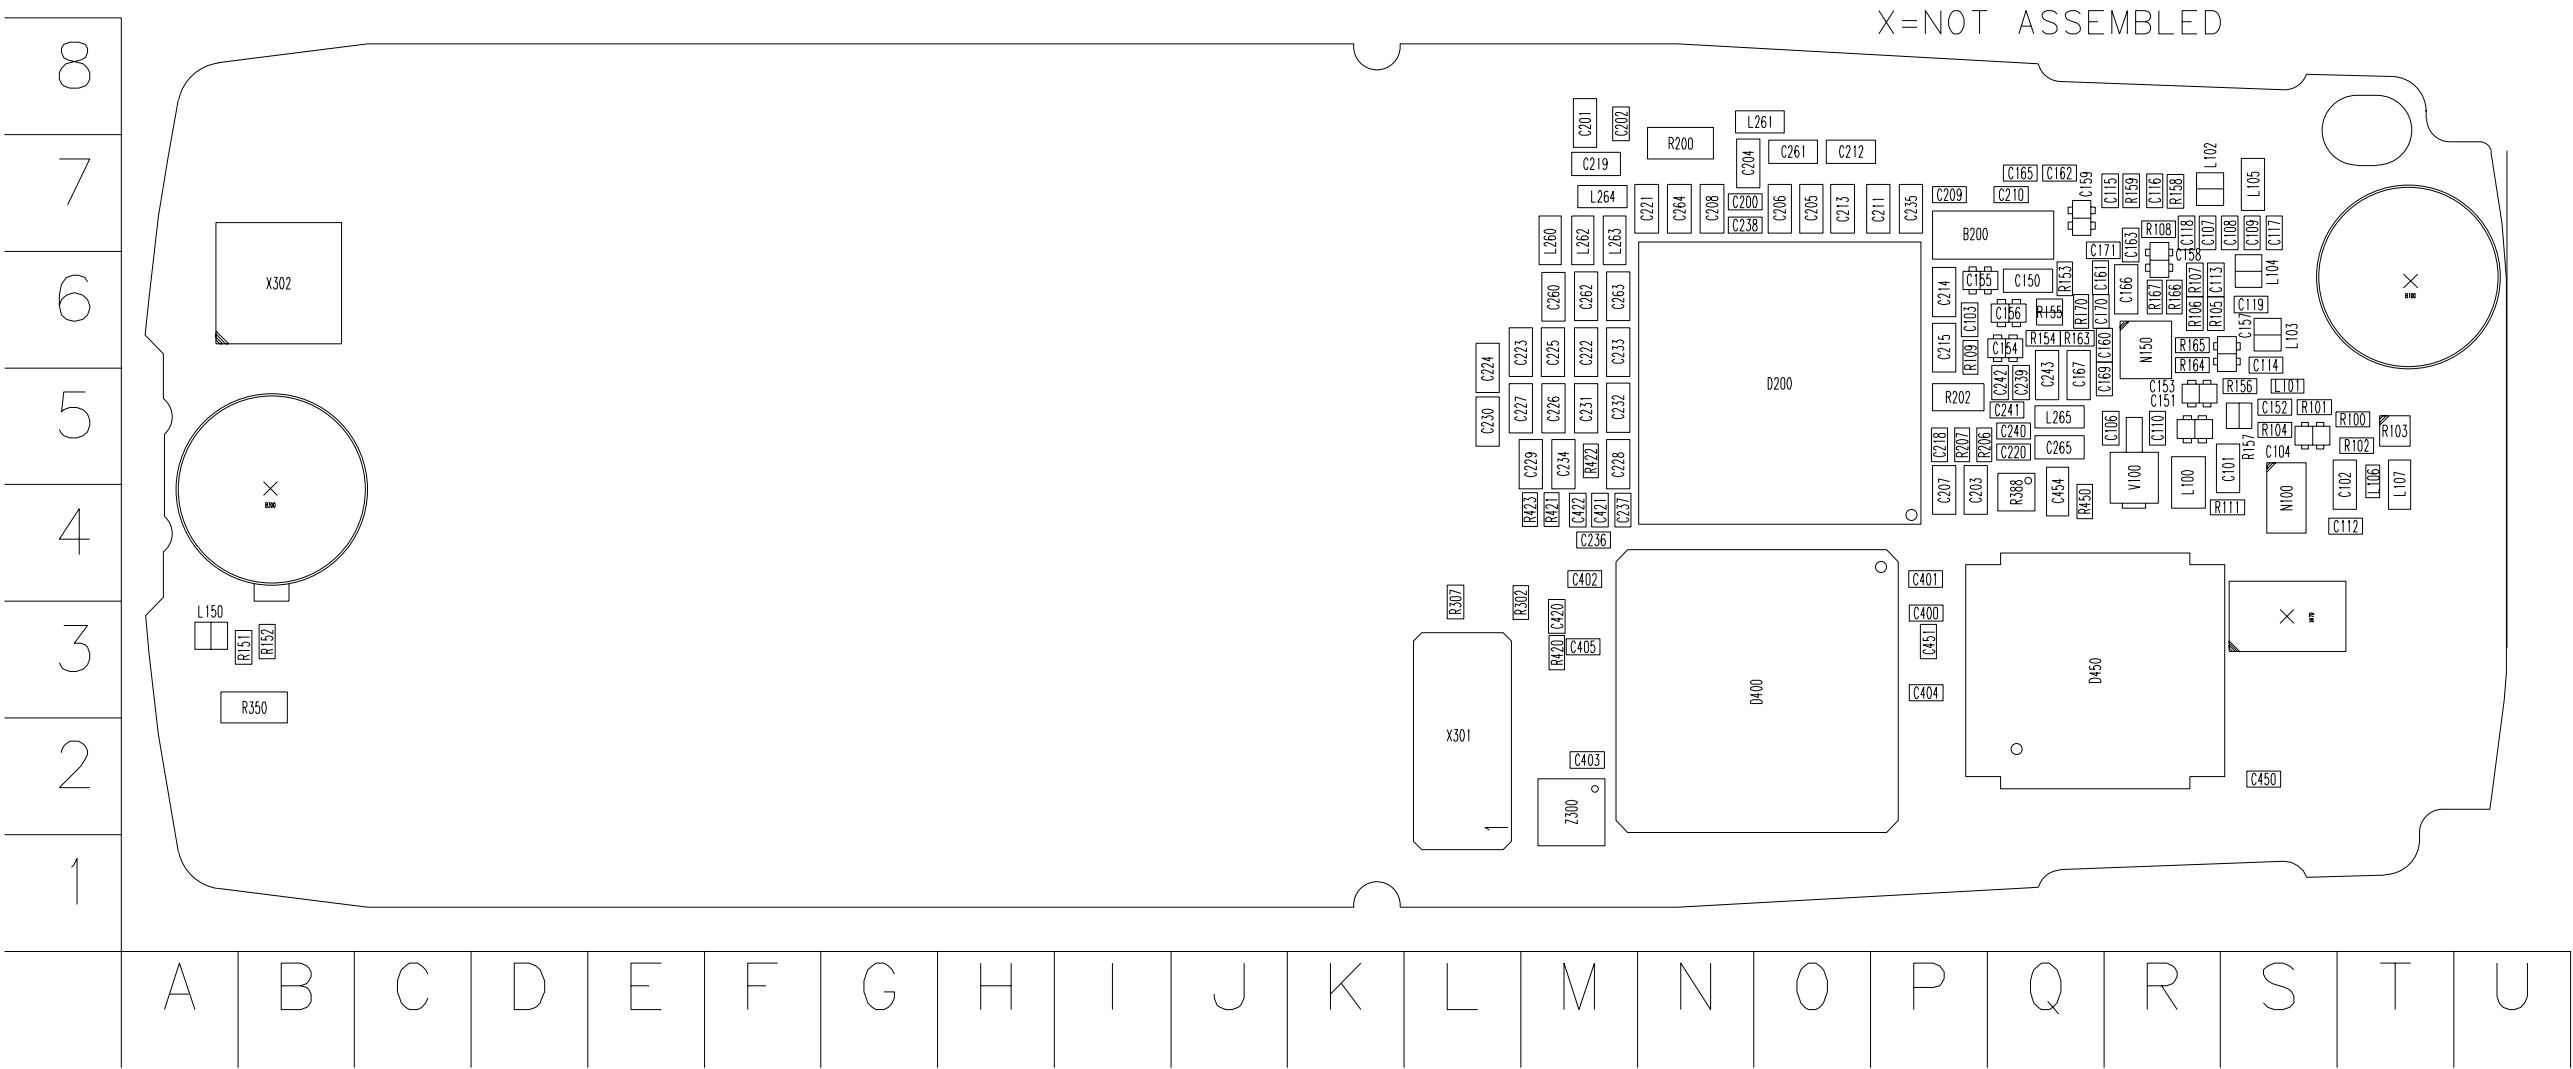 X=NOT ASSEMBLED
8
C201 C202 L261
R200
7
C204 C261 C212
C219
L102
C165 C162 C159 C115 R159 C116 R158 L105
L264 C221 C264 C208 C200 C206 C205 C213 C211 C235 C209 C210
C238
L260 L262 L263 B200 R108 C118 C107 C108 C109 C117
C171 C163
C158
6
X302
C260 C262 C263 C214 C155 C150 R153 C161 C166 R167 R166 R107 C113 L104
C103 C156 R155 R170 C170 R106 R105 C119
C157 L103
C224 C223 C225 C222 C233 C215 R109 C154 R154 R163 C160 N150 R165
R164 C114
D200
5
C230 C227 C226 C231 C232 R202 C242 C239 C243 C167 C169 C153 R156 L101
C151
C241 L265 C152 R101
C106 C110 R100
C218 R207 R206 C240 R104 R103
C229 C234 R422 C228 C220 C265 R157 R102
C104
4
B300
R423 R421 C422 C421 C237 C207 C203 R388 C454 R450 V100 L100 C101 N100 C102 L106 L107
R111
C236 C112
C402 C401
R307 R302
3
L150
R151 R152
C420 C400
R420 C405 C451
D400 D450
C404
R350
2
X301
C403
C450
Z300
1
1
A B C D E F G H I J K L M N O P Q R S T U
B100